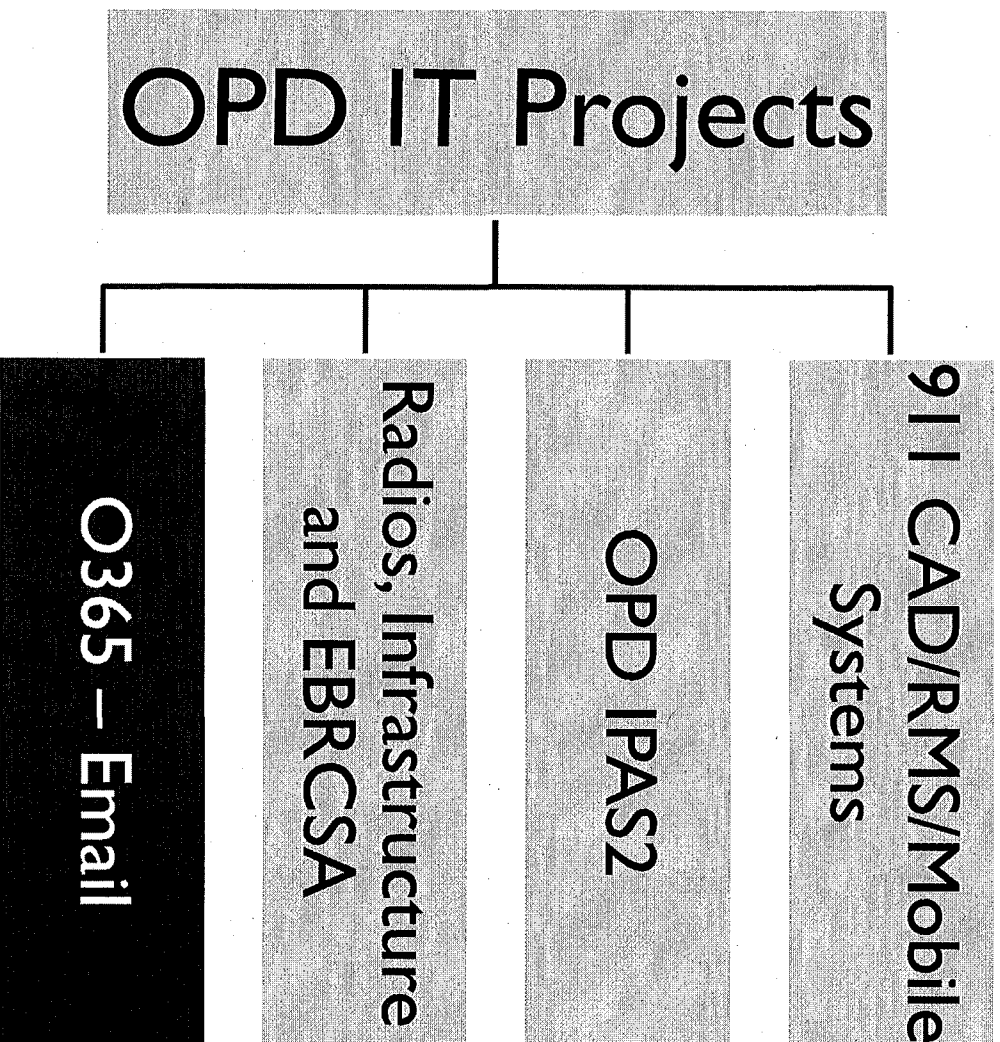 OPD IT Projects
O365 – Email
Radios, Infrastructure
and EBRCSA
OPD IPAS2
911 CAD/RMS/Mobile
Systems